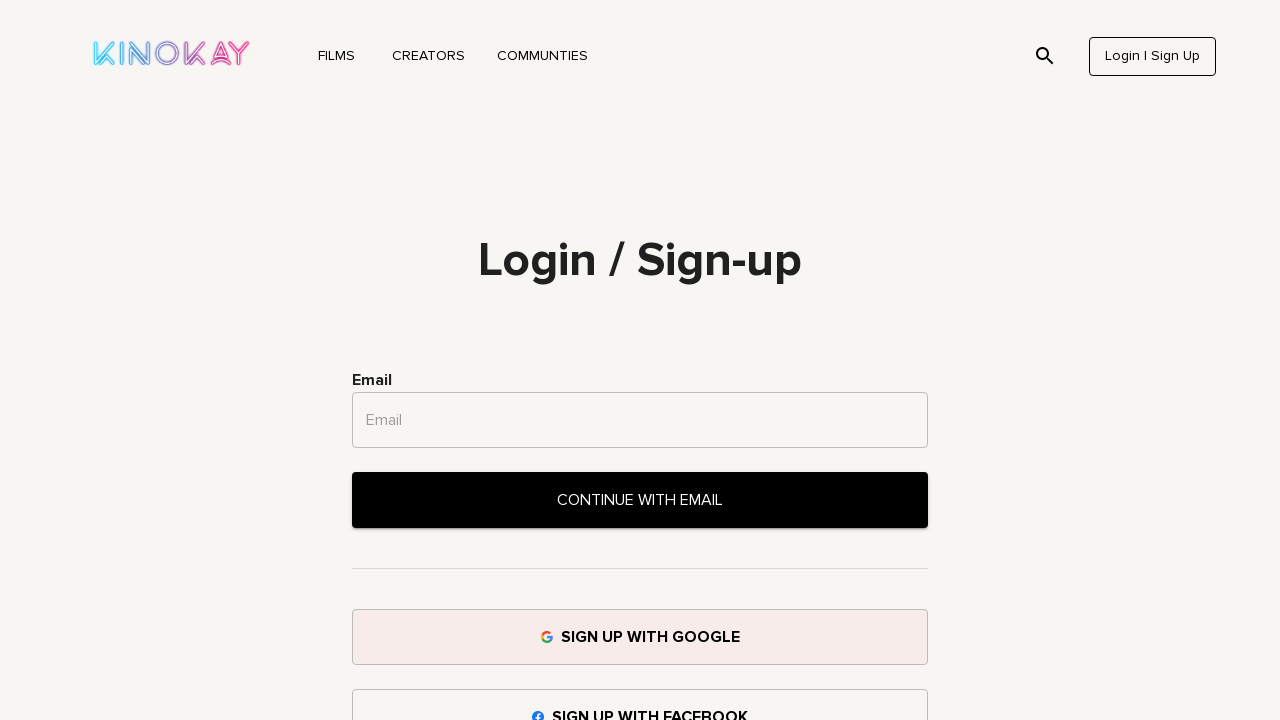 KINOKAY
FILMS
CREATORS
COMMUNTIES
Login | Sign Up
Login / Sign-up
Email
Email
CONTINUE WITH EMAIL
SIGN UP WITH GOOGLE
SIGN UP WITH FACEBOOK